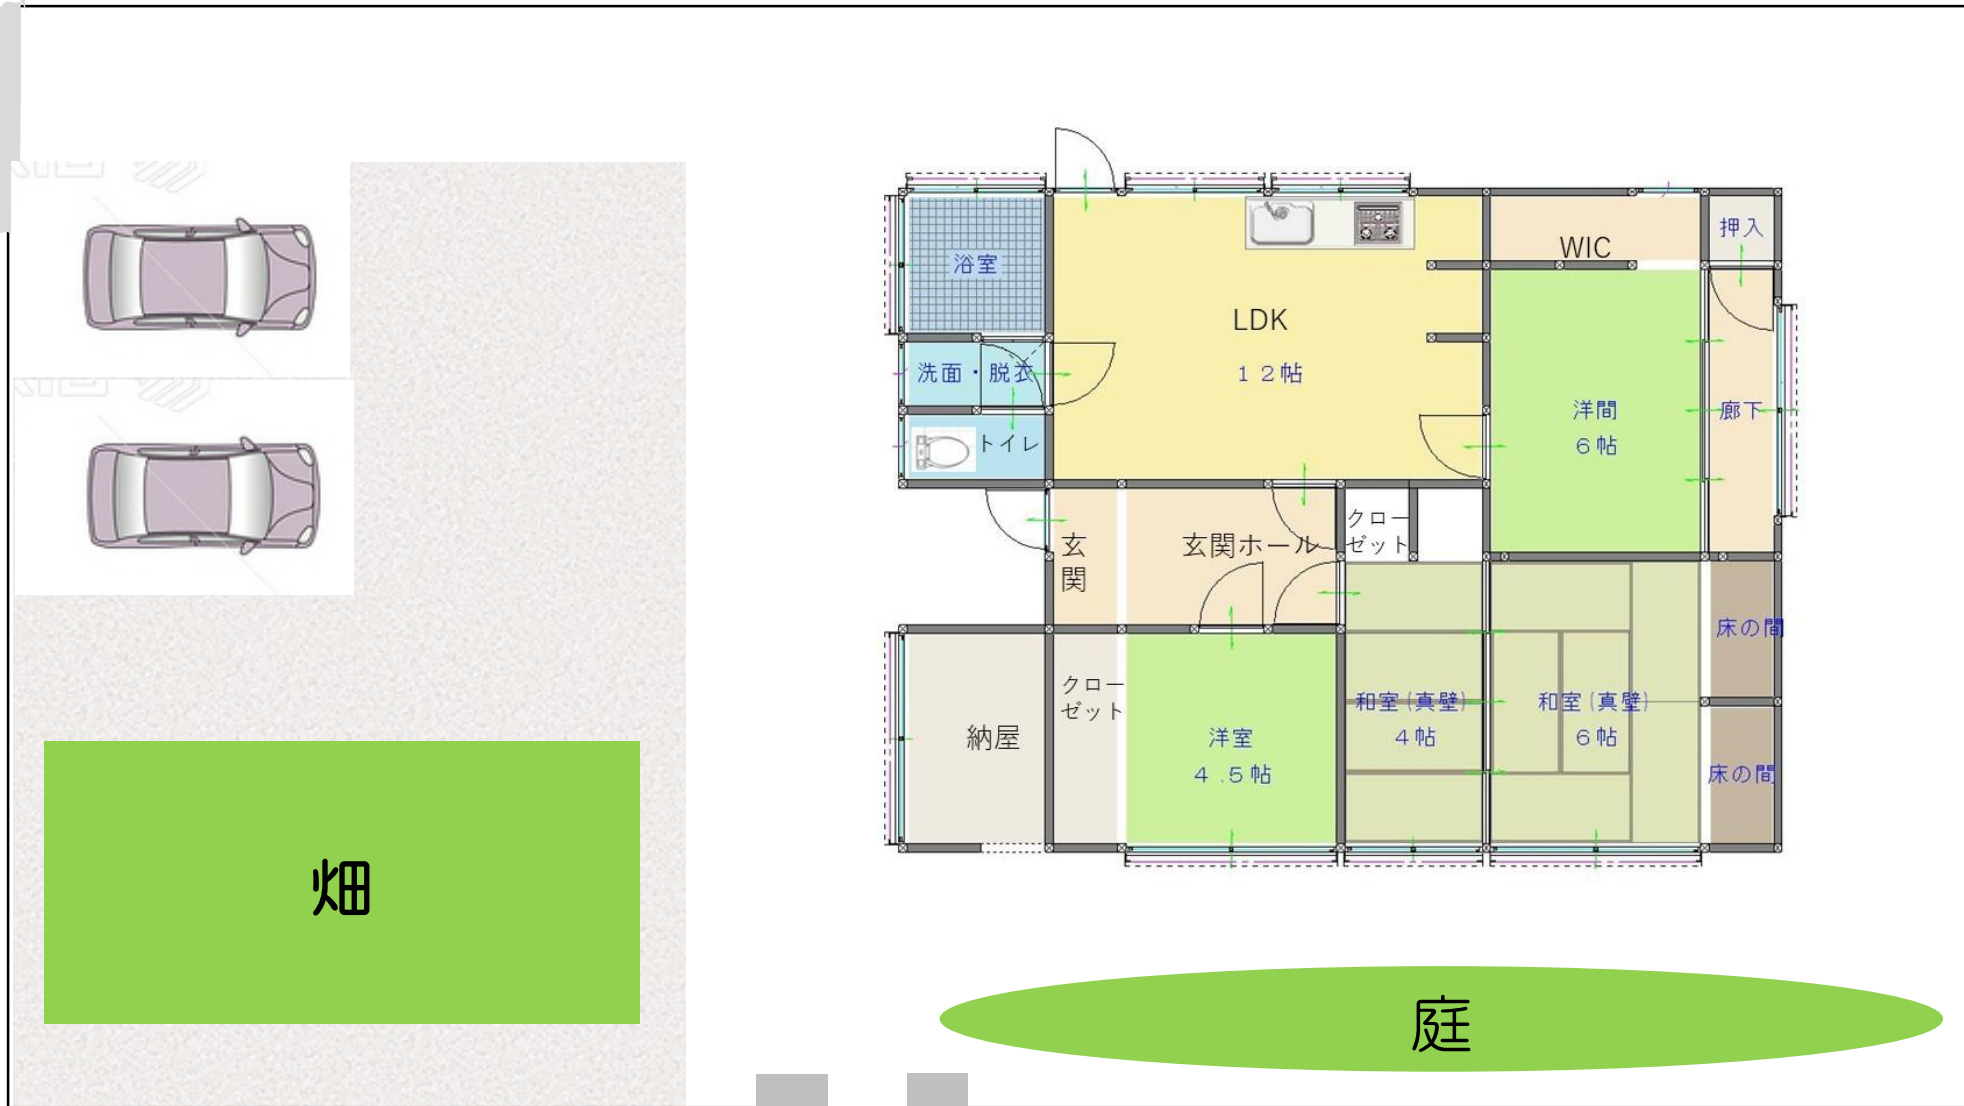 WIC
押入
浴室
LDK
１２帖
洗面・脱衣
トイレ
洋間
６帖
廊下
クロー
ゼット
玄
関
玄関ホール
床の間
クロー
ゼット
納屋
洋室
４.５帖
和室(真壁)
４帖
和室(真壁)
６帖
床の間
畑
庭